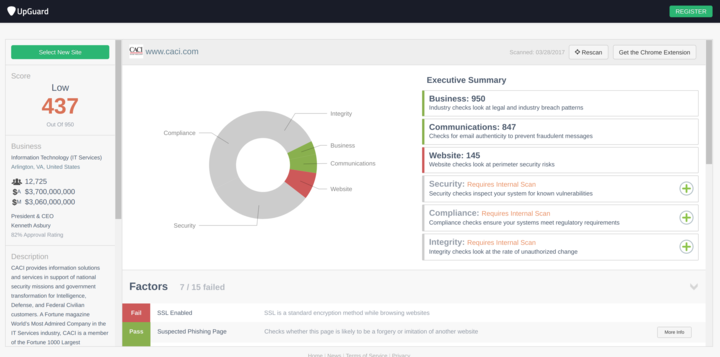 UpGuard
REGISTER
Select New Site
Score
Low
437
Out Of 950
Business
Information Technology (IT Services)
Arlington, VA, United States
12,725
$A $3,700,000,000
$M $3,060,000,000
President & CEO
Kenneth Asbury
92% Approval Rating
Description
CACI provides information solutions
and services in support of national
security missions and government
transformation for Intelligence,
Defense, and Federal Civilian
customers. A Fortune magazine
World's Most Admired Company in the
IT Services industry, CACI is a member
of the Fortune 1000 Largest
CACI
www.caci.com
Scanned: 03/28/2017
Rescan
Get the Chrome Extension
Integrity
Compliance
Business
Communications
Website
Security
Executive Summary
Business: 950
Industry checks look at legal and industry breach patterns
Communications: 847
Checks for email authenticity to prevent fraudulent messages
Website: 145
Website checks look at perimeter security risks
Security: Requires Internal Scan
Security checks inspect your system for known vulnerabilities
Compliance: Requires Internal Scan
Compliance checks ensure your systems meet regulatory requirements
Integrity: Requires Internal Scan
Integrity checks look at the rate of unauthorized change
Factors 7 / 15 failed
Fail SSL Enabled SSL is a standard encryption method while browsing websites
Pass Suspected Phishing Page Checks whether this page is likely to be a forgery or imitation of another website More Info
Home | News | Terms of Service | Privacy